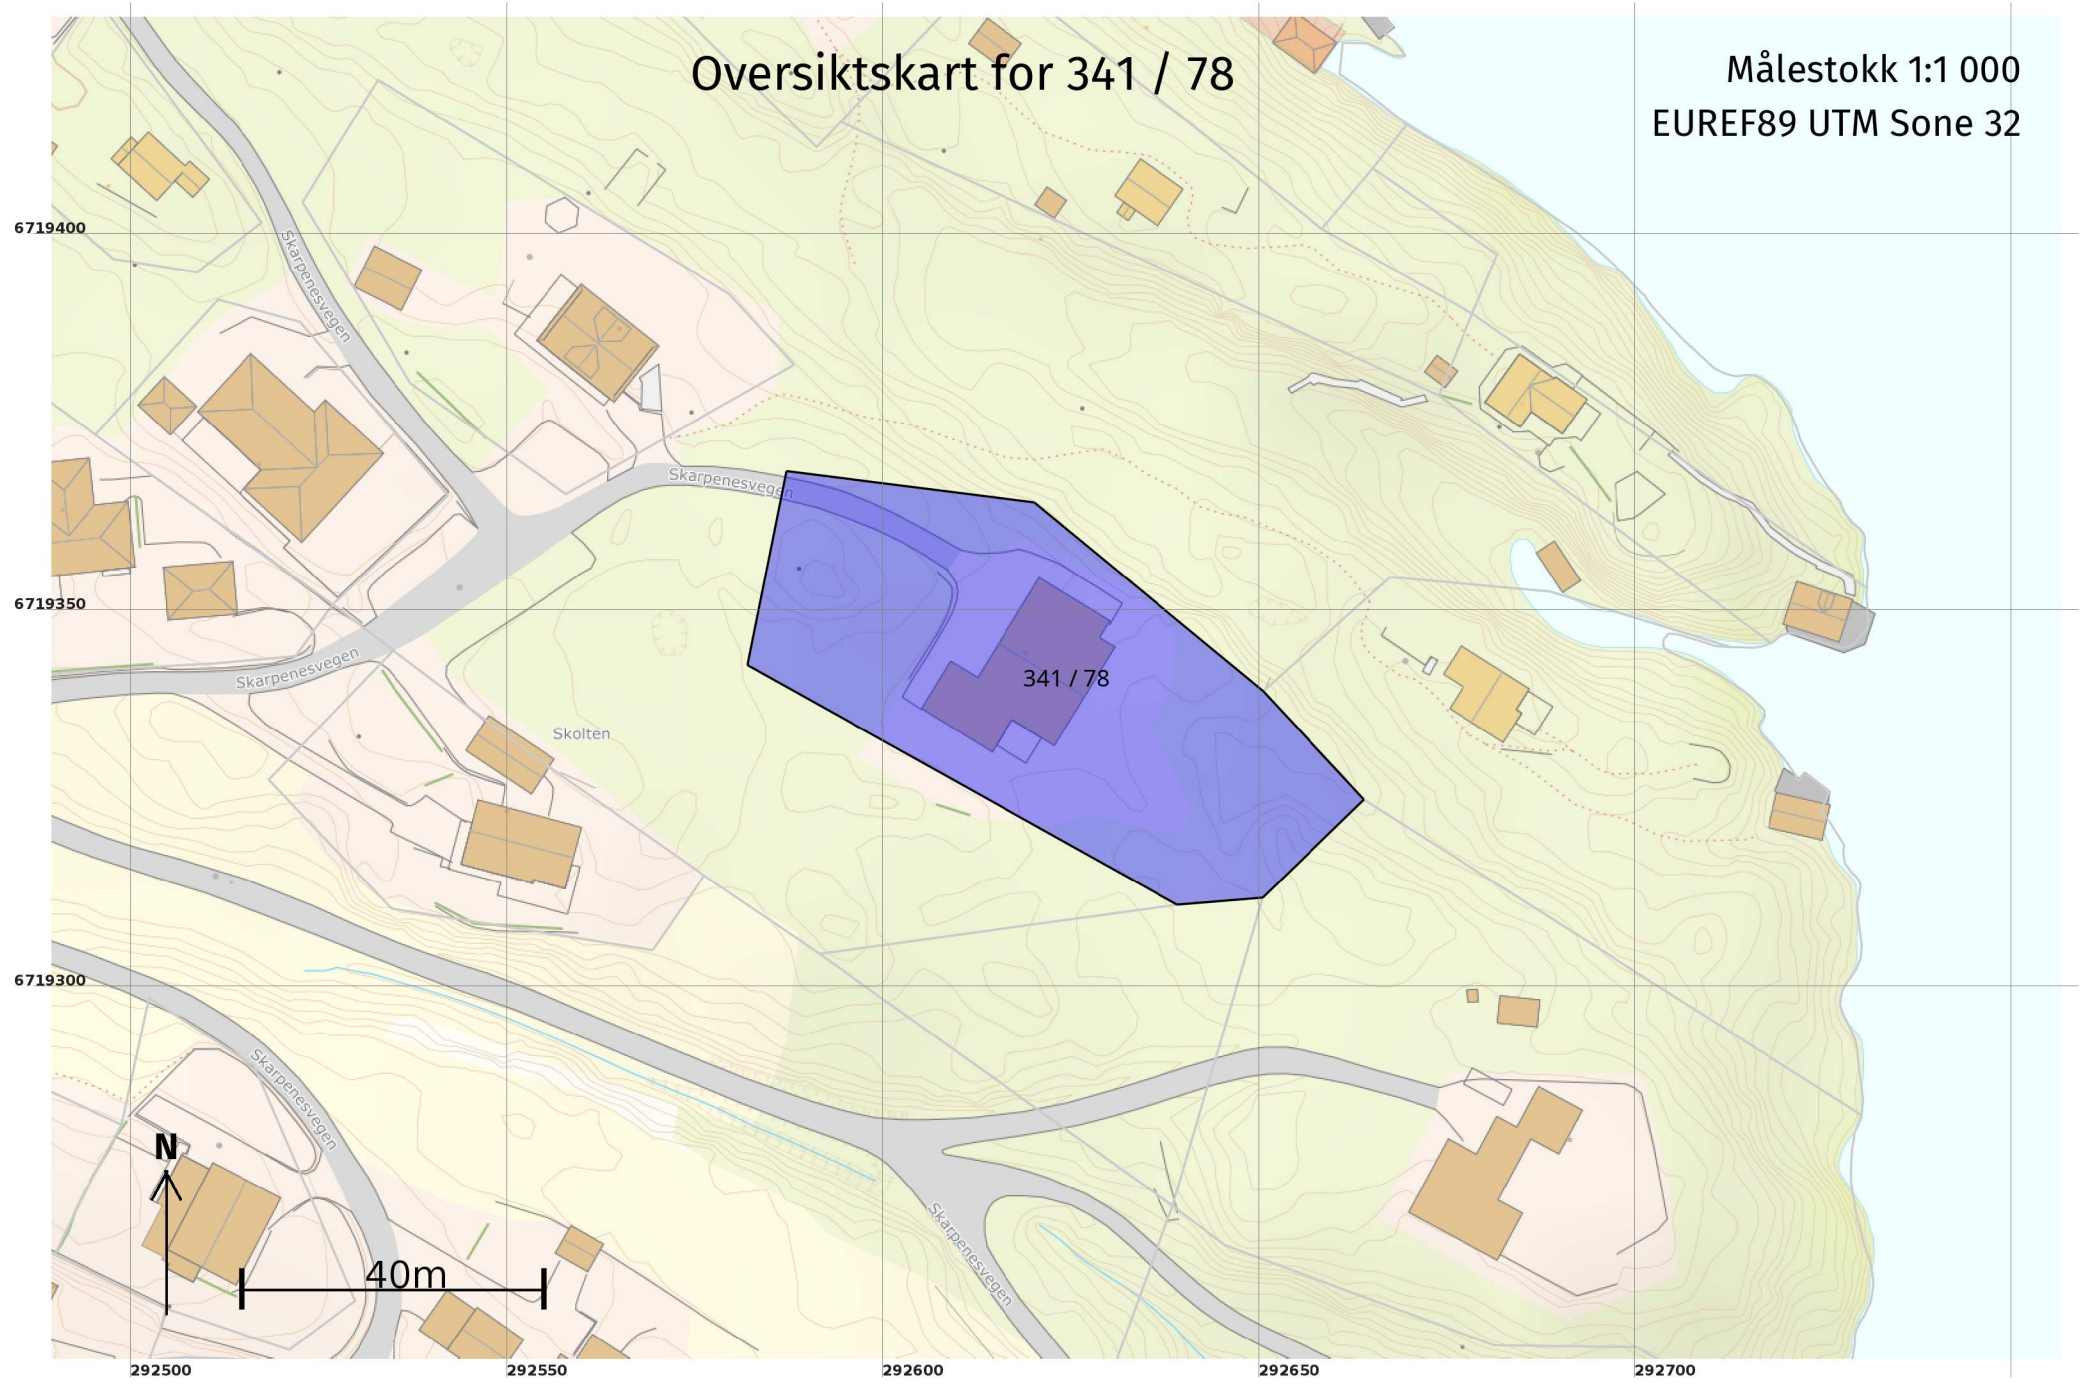 Oversiktskart for 341 / 78
Målestokk 1:1 000
EUREF89 UTM Sone 32
6719400
Skarpenesvegen
Skarpenesvegen
6719350
Skarpenesvegen
341 / 78
Skolten
6719300
Skarpenesvegen
N
Skarpenesvegen
40m
292500
292550
292600
292650
292700